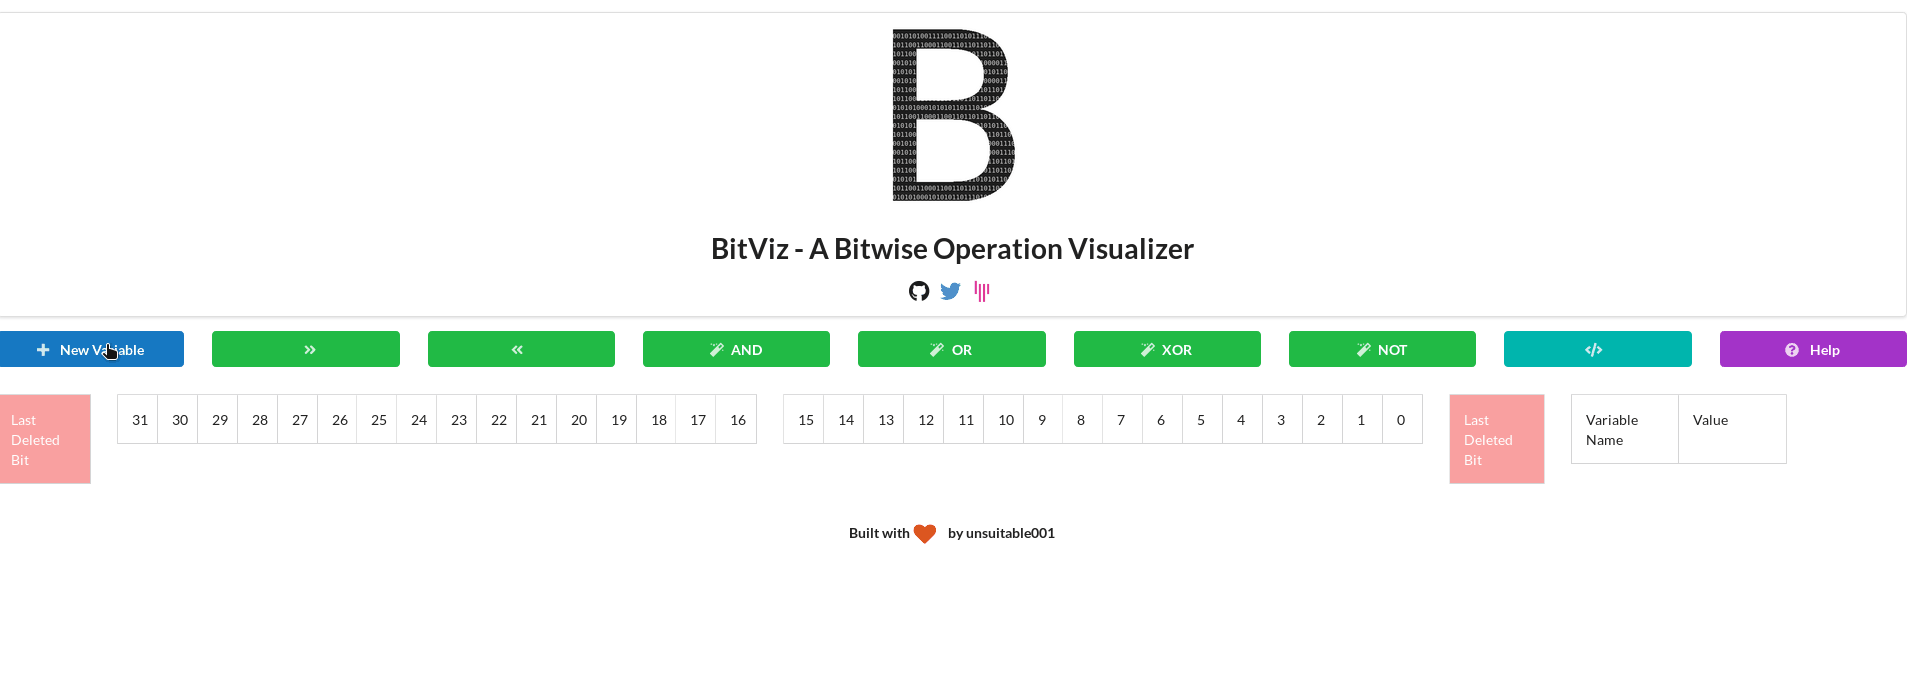 BitViz - A Bitwise Operation Visualizer
New Variable
AND
OR
XOR
NOT
</>
Help
Last
Deleted
Bit
31 30 29 28 27 26 25 24 23 22 21 20 19 18 17 16
15 14 13 12 11 10 9 8 7 6 5 4 3 2 1 0
Last
Deleted
Bit
Variable
Name
Value
Built with by unsuitable001